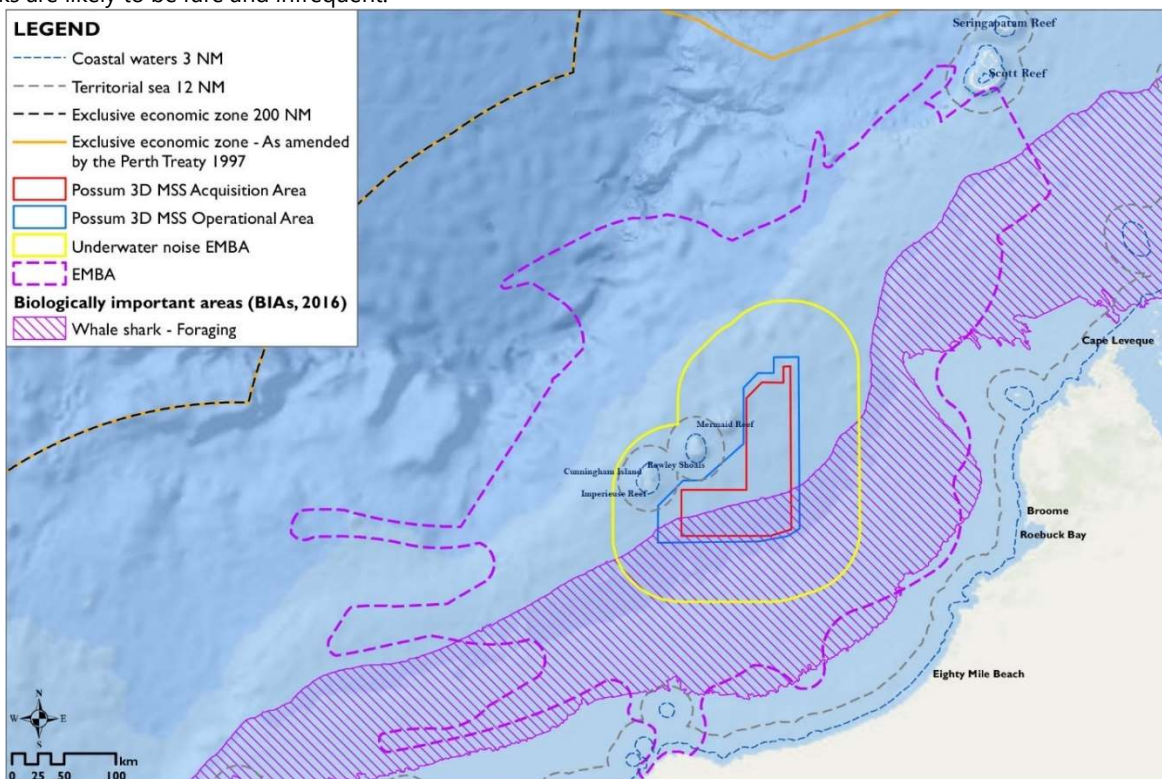 ks are likely to be rare and infrequent.
LEGEND
Coastal waters 3 NM
Territorial sea 12 NM
Exclusive economic zone 200 NM
Exclusive economic zone - As amended
by the Perth Treaty 1997
Possum 3D MSS Acquisition Area
Possum 3D MSS Operational Area
Underwater noise EMBA
EMBA
Biologically important areas (BIAs, 2016)
Whale shark - Foraging
Seringapatam Reef
Scott Reef
Cape Leveque
Mermaid Reef
Rowley Shoals
Cunningham Island
Imperieuse Reef
Broome
Roebuck Bay
Eighty Mile Beach
N
W E
S
km
0 25 50 100